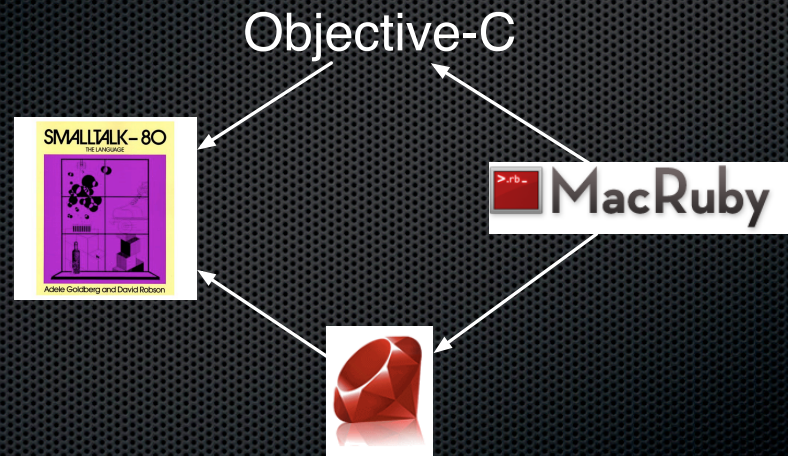 Objective-C
SMALLTALK-80
THE LANGUAGE
Adele Goldberg and David Robson
>.rb_
MacRuby